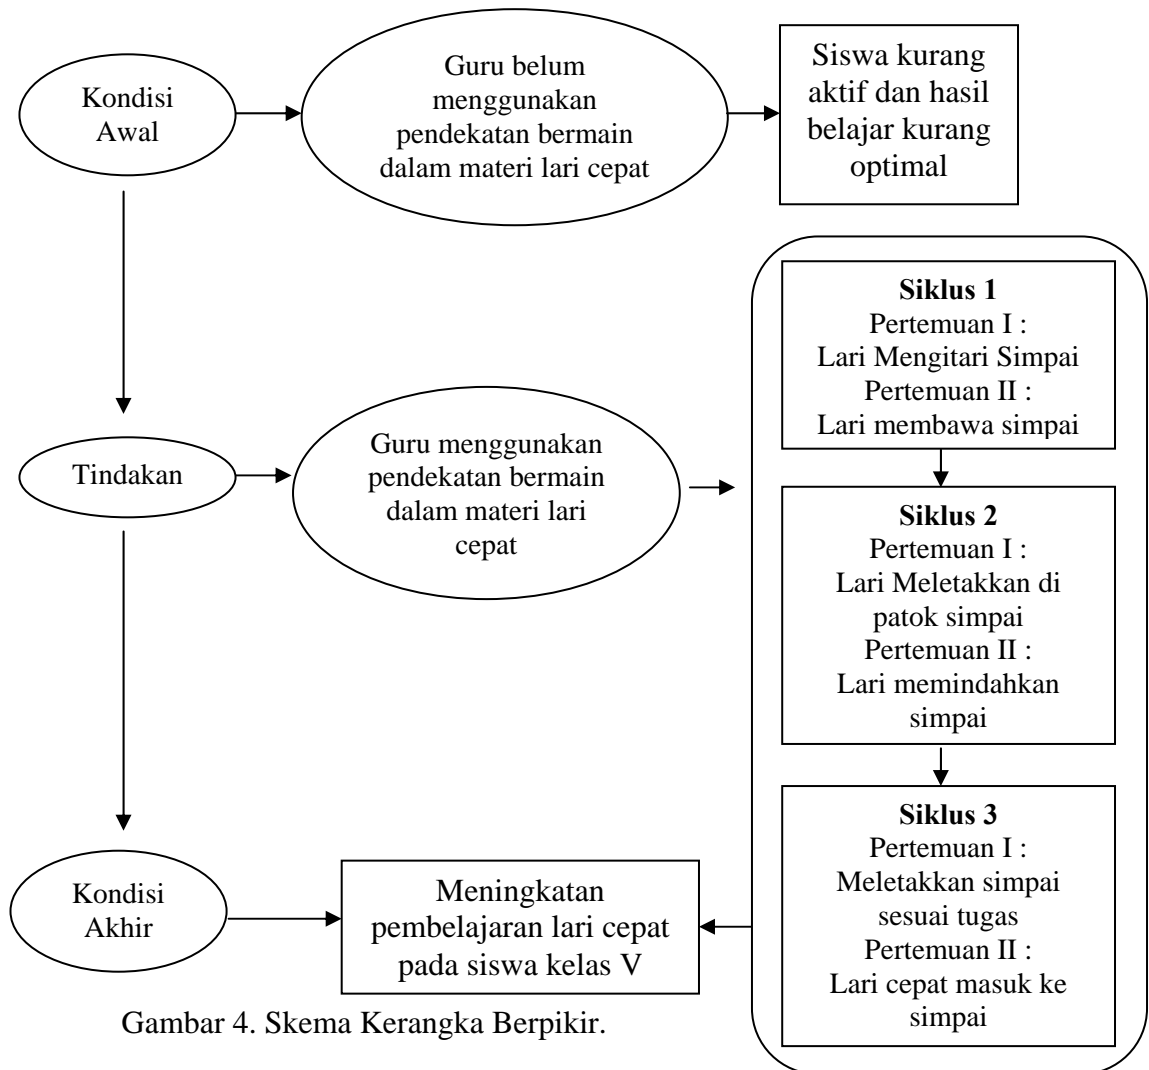 Kondisi
Awal
Guru belum
menggunakan
pendekatan bermain
dalam materi lari cepat
Siswa kurang
aktif dan hasil
belajar kurang
optimal
Tindakan
Guru menggunakan
pendekatan bermain
dalam materi lari
cepat
Siklus 1
Pertemuan I :
Lari Mengitari Simpai
Pertemuan II :
Lari membawa simpai
Siklus 2
Pertemuan I :
Lari Meletakkan di
patok simpai
Pertemuan II :
Lari memindahkan
simpai
Siklus 3
Pertemuan I :
Meletakkan simpai
sesuai tugas
Pertemuan II :
Lari cepat masuk ke
simpai
Kondisi
Akhir
Meningkatan
pembelajaran lari cepat
pada siswa kelas V
Gambar 4. Skema Kerangka Berpikir.